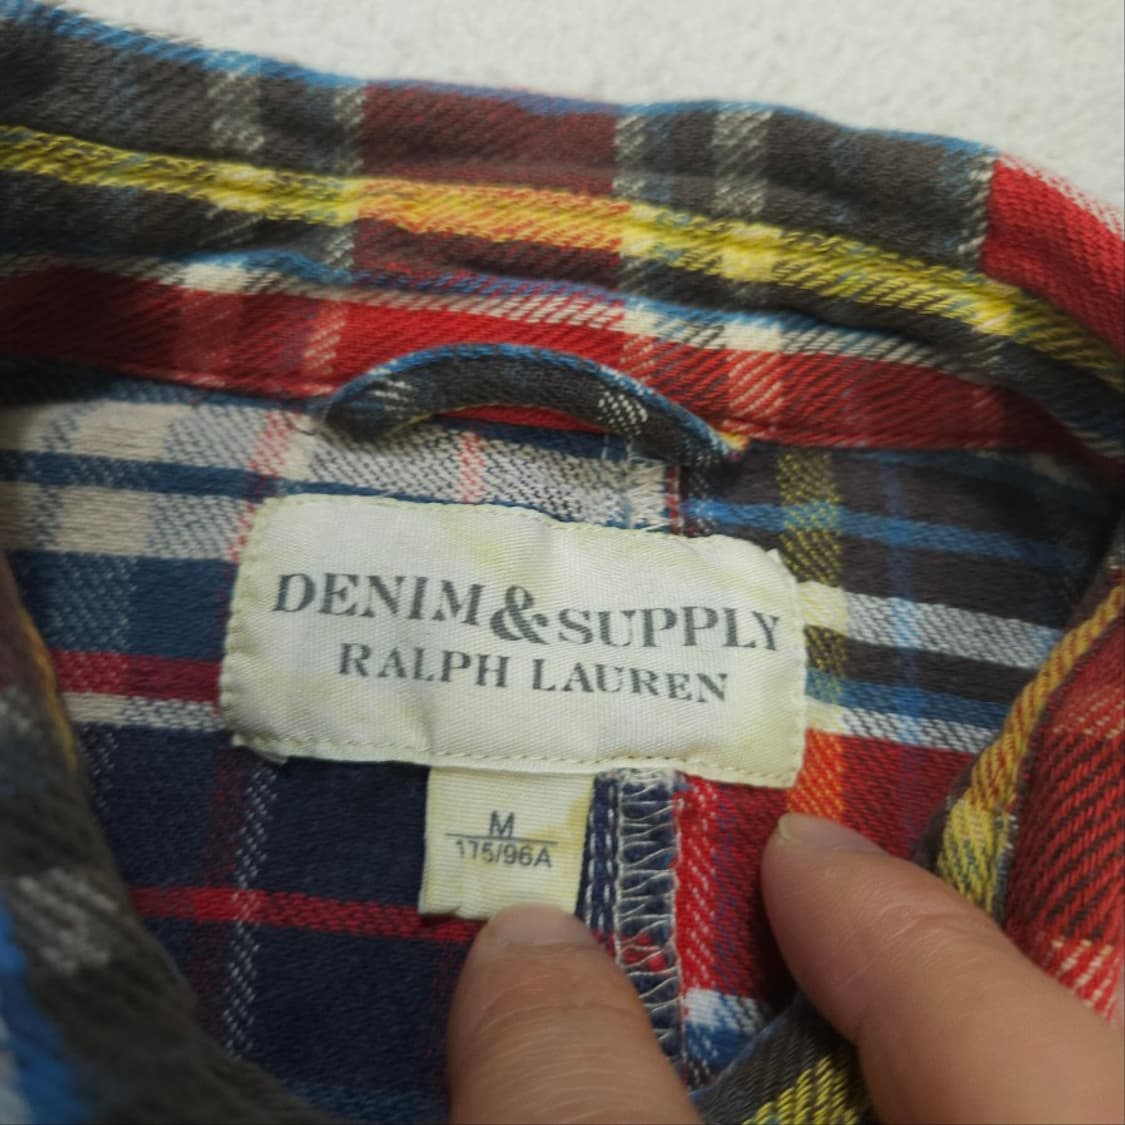 DENIM&SUPPLY
RALPH LAUREN
M
175/96A